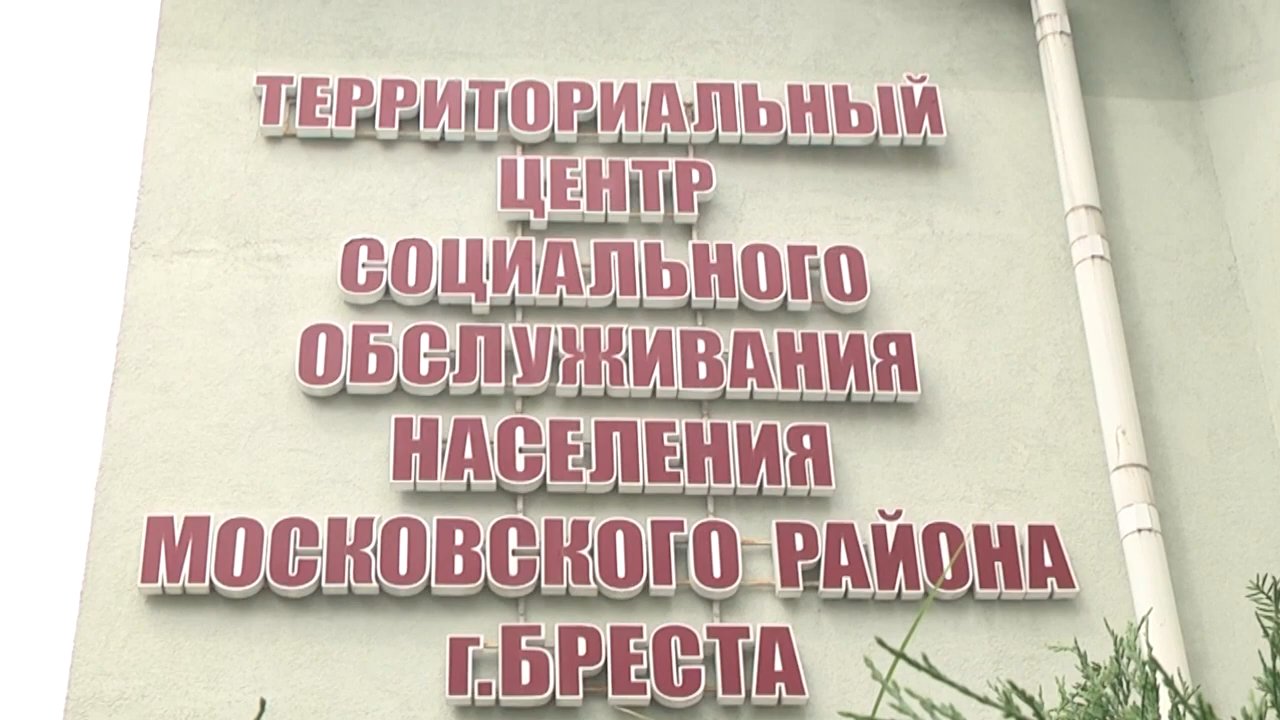 ТЕРРИТОРИАЛЬНЫЙ
ЦЕНТР
СОЦИАЛЬНОГО
ОБСЛУЖИВАНИЯ
НАСЕЛЕНИЯ
МОСКОВСКОГО РАЙОНА
г.БРЕСТА